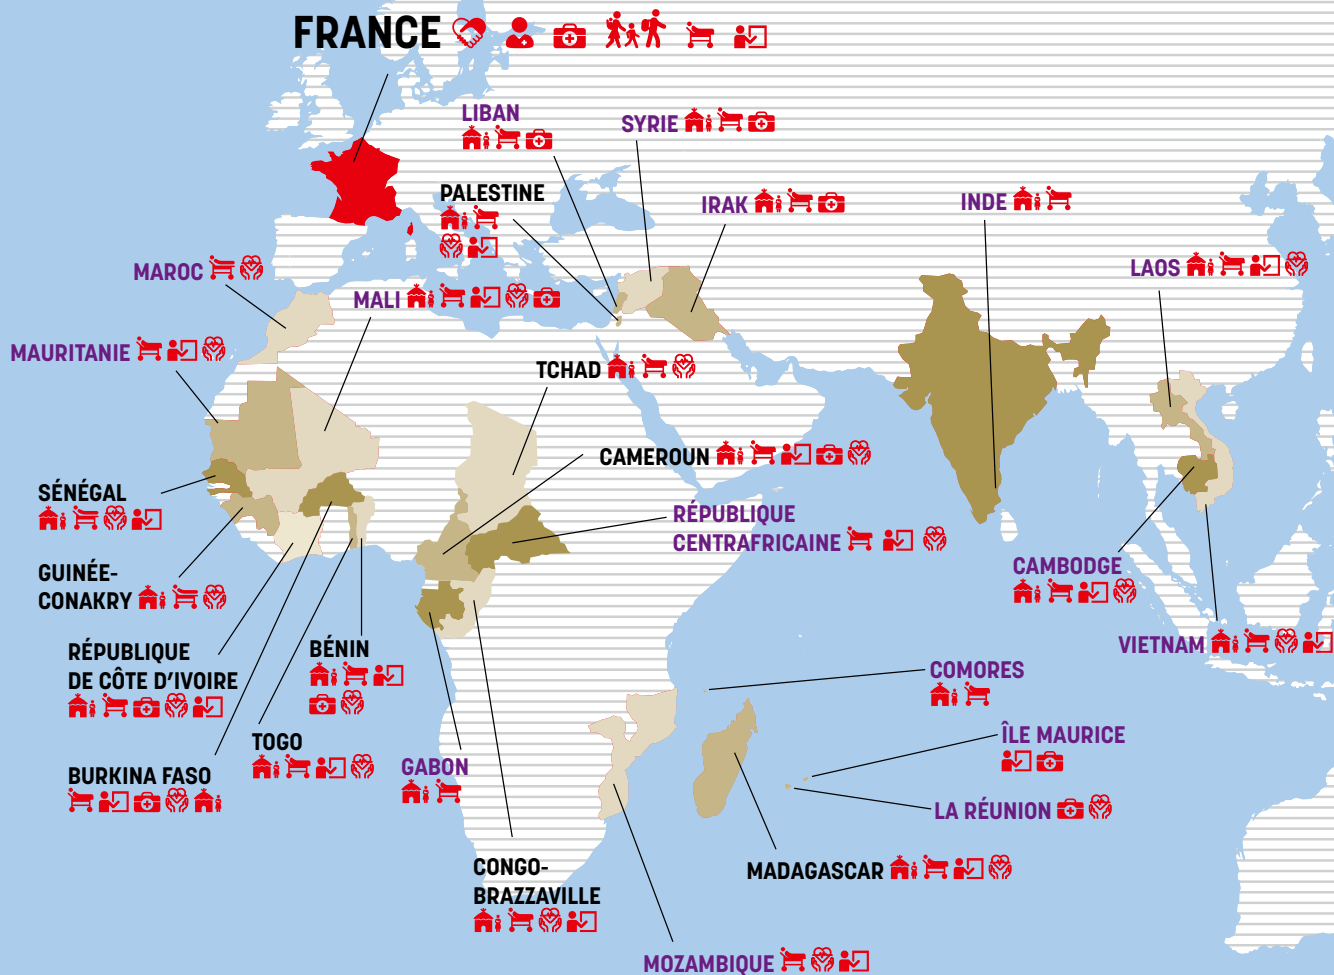 FRANCE
LIBAN
SYRIE
PALESTINE
IRAK
INDE
MAROC
LAOS
MALI
MAURITANIE
TCHAD
CAMEROUN
SÉNÉGAL
RÉPUBLIQUE
CENTRAFRICAINE
GUINÉE-
CONAKRY
CAMBODGE
VIETNAM
RÉPUBLIQUE
DE CÔTE D'IVOIRE
BÉNIN
COMORES
TOGO
ÎLE MAURICE
BURKINA FASO
GABON
LA RÉUNION
CONGO-
BRAZZAVILLE
MADAGASCAR
MOZAMBIQUE